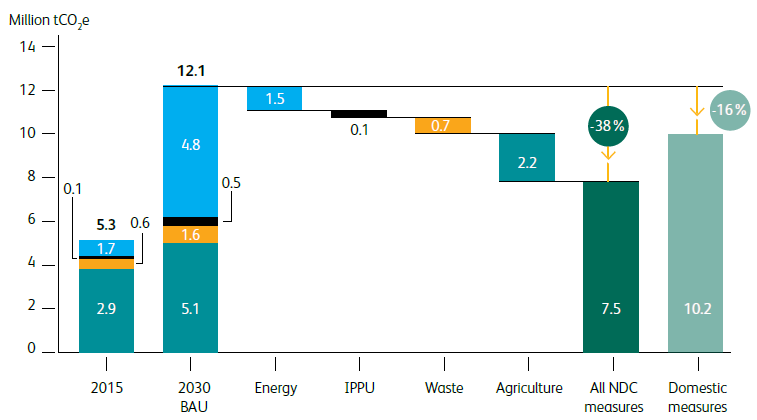 Million tCO₂e
14
12
10
8
6
4
2
0
0.1
5.3
0.6
1.7
2.9
12.1
4.8
0.5
1.6
5.1
1.5
0.1
0.7
2.2
-38%
7.5
-16%
10.2
2015
2030
BAU
Energy
IPPU
Waste
Agriculture
All NDC
measures
Domestic
measures